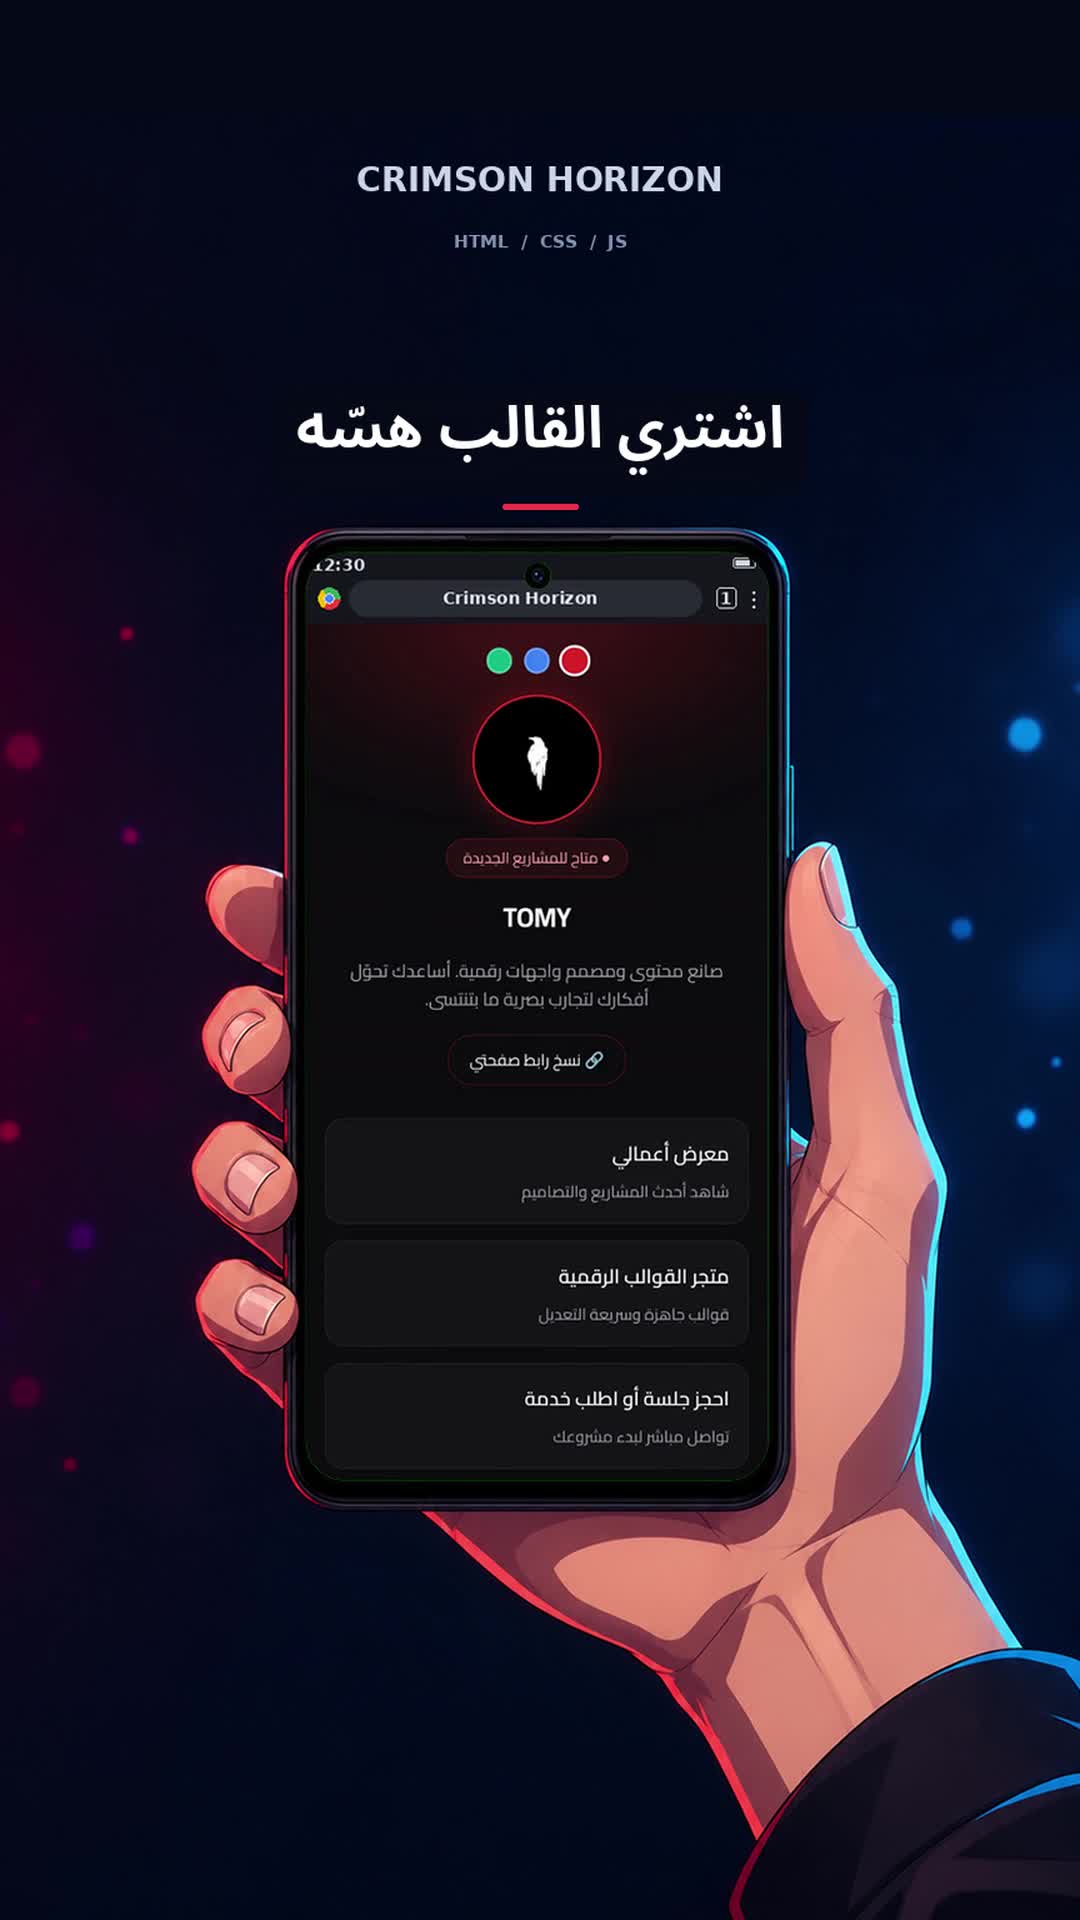 CRIMSON HORIZON
HTML / CSS / JS
اشتري القالب هسّه
12:30
Crimson Horizon
1
متاح للمشاريع الجديدة
TOMY
صانع محتوى ومصمم واجهات رقمية. أساعدك تحوّل
أفكارك لتجارب بصرية ما بتنتسى.
نسخ رابط صفحتي
معرض أعمالي
شاهد أحدث المشاريع والتصاميم
متجر القوالب الرقمية
قوالب جاهزة وسريعة التعديل
احجز جلسة أو اطلب خدمة
تواصل مباشر لبدء مشروعك